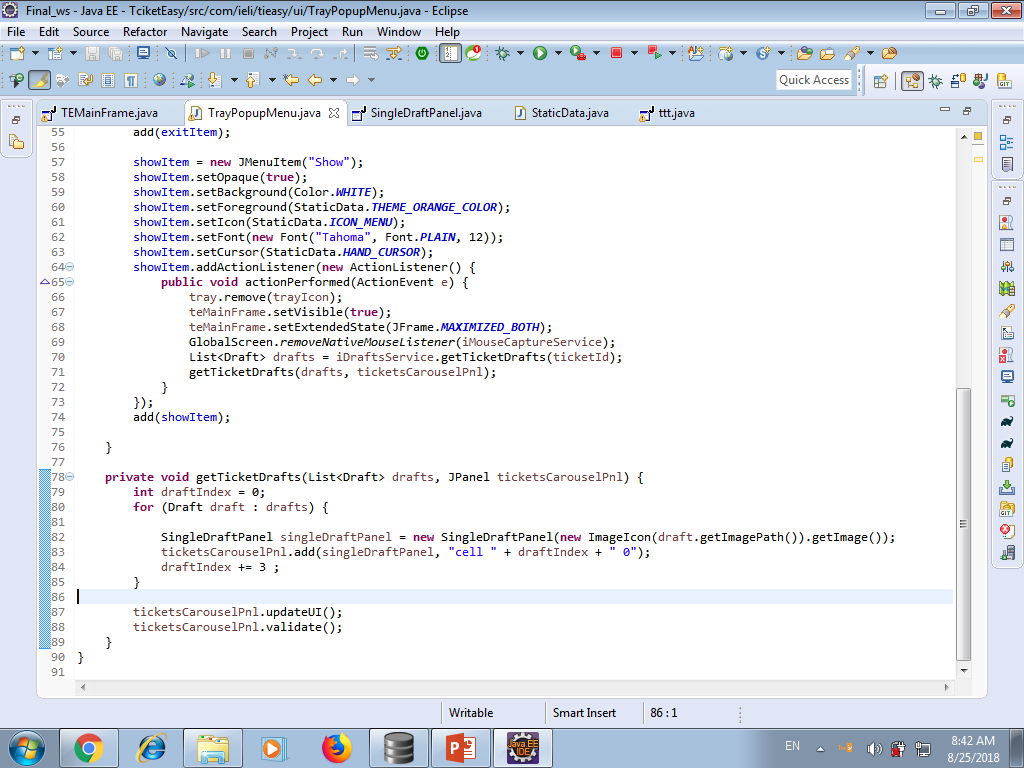 Final_ws - Java EE - TciketEasy/src/com/ieli/tieasy/ui/TrayPopupMenu.java - Eclipse
File Edit Source Refactor Navigate Search Project Run Window Help
Quick Access
TEMainFrame.java TrayPopupMenu.java SingleDraftPanel.java StaticData.java ttt.java
55 add(exitItem);
56
57 showItem = new JMenuItem("Show");
58 showItem.setOpaque(true);
59 showItem.setBackground(Color.WHITE);
60 showItem.setForeground(StaticData.THEME_ORANGE_COLOR);
61 showItem.setIcon(StaticData.ICON_MENU);
62 showItem.setFont(new Font("Tahoma", Font.PLAIN, 12));
63 showItem.setCursor(StaticData.HAND_CURSOR);
64 showItem.addActionListener(new ActionListener() {
65 public void actionPerformed(ActionEvent e) {
66 tray.remove(trayIcon);
67 teMainFrame.setVisible(true);
68 teMainFrame.setExtendedState(JFrame.MAXIMIZED_BOTH);
69 GlobalScreen.removeNativeMouseListener(iMouseCaptureService);
70 List<Draft> drafts = iDraftsService.getTicketDrafts(ticketId);
71 getTicketDrafts(drafts, ticketsCarouselPnl);
72 }
73 });
74 add(showItem);
75
76 }
77
78 private void getTicketDrafts(List<Draft> drafts, JPanel ticketsCarouselPnl) {
79 int draftIndex = 0;
80 for (Draft draft : drafts) {
81
82 SingleDraftPanel singleDraftPanel = new SingleDraftPanel(new ImageIcon(draft.getImagePath()).getImage());
83 ticketsCarouselPnl.add(singleDraftPanel, "cell " + draftIndex + " 0");
84 draftIndex += 3 ;
85 }
86
87 ticketsCarouselPnl.updateUI();
88 ticketsCarouselPnl.validate();
89 }
90 }
91
Writable Smart Insert 86 : 1
EN 8:42 AM
8/25/2018